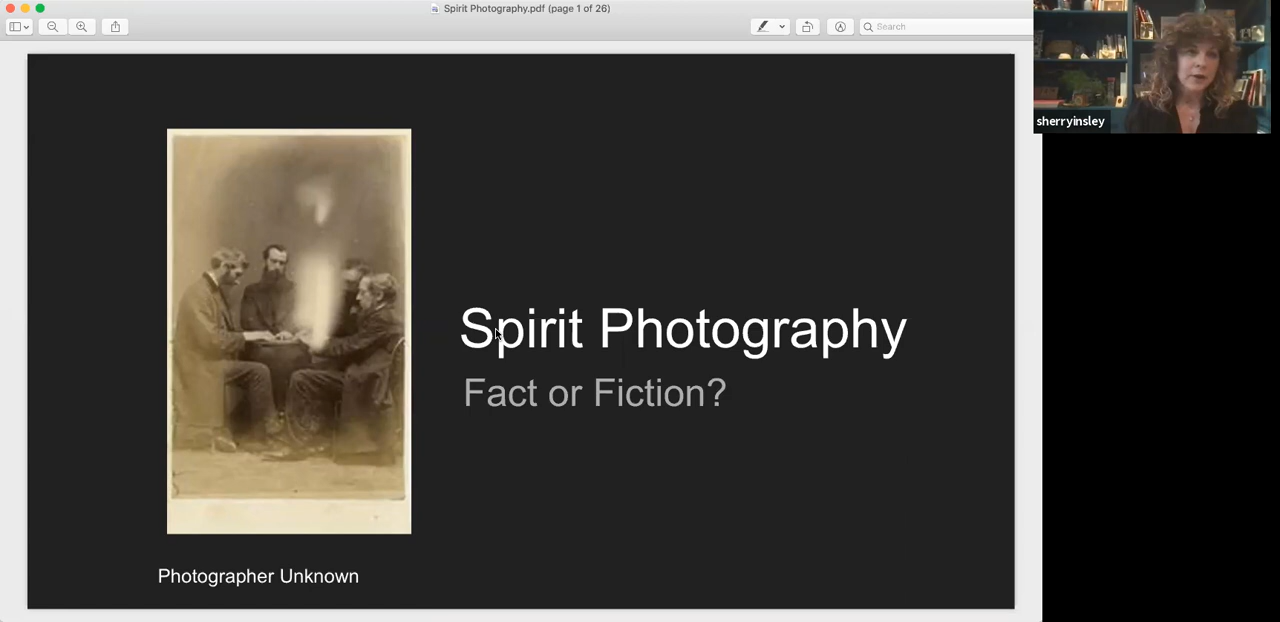 Spirit Photography.pdf (page 1 of 26)
Search
sherryinsley
Spirit Photography
Fact or Fiction?
Photographer Unknown